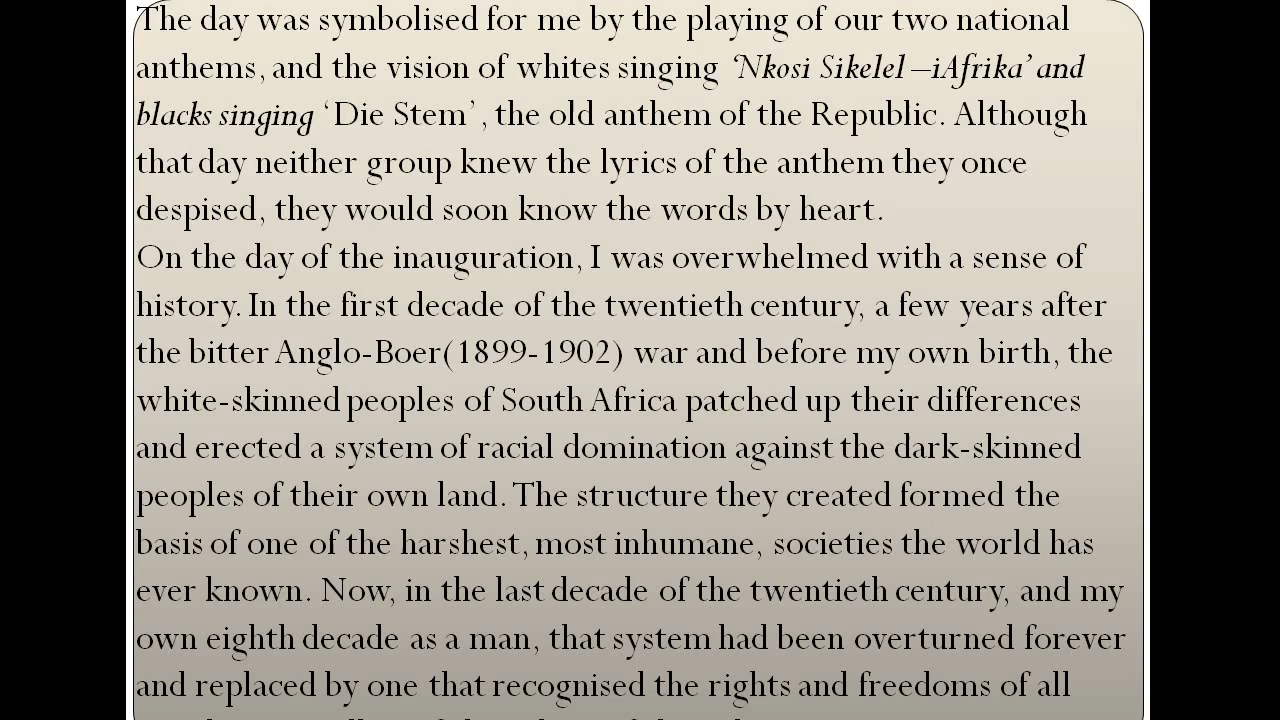 The day was symbolised for me by the playing of our two national
anthems, and the vision of whites singing ‘Nkosi Sikelel –iAfrika’ and
blacks singing ‘Die Stem’, the old anthem of the Republic. Although
that day neither group knew the lyrics of the anthem they once
despised, they would soon know the words by heart.
On the day of the inauguration, I was overwhelmed with a sense of
history. In the first decade of the twentieth century, a few years after
the bitter Anglo-Boer(1899-1902) war and before my own birth, the
white-skinned peoples of South Africa patched up their differences
and erected a system of racial domination against the dark-skinned
peoples of their own land. The structure they created formed the
basis of one of the harshest, most inhumane, societies the world has
ever known. Now, in the last decade of the twentieth century, and my
own eighth decade as a man, that system had been overturned forever
and replaced by one that recognised the rights and freedoms of all